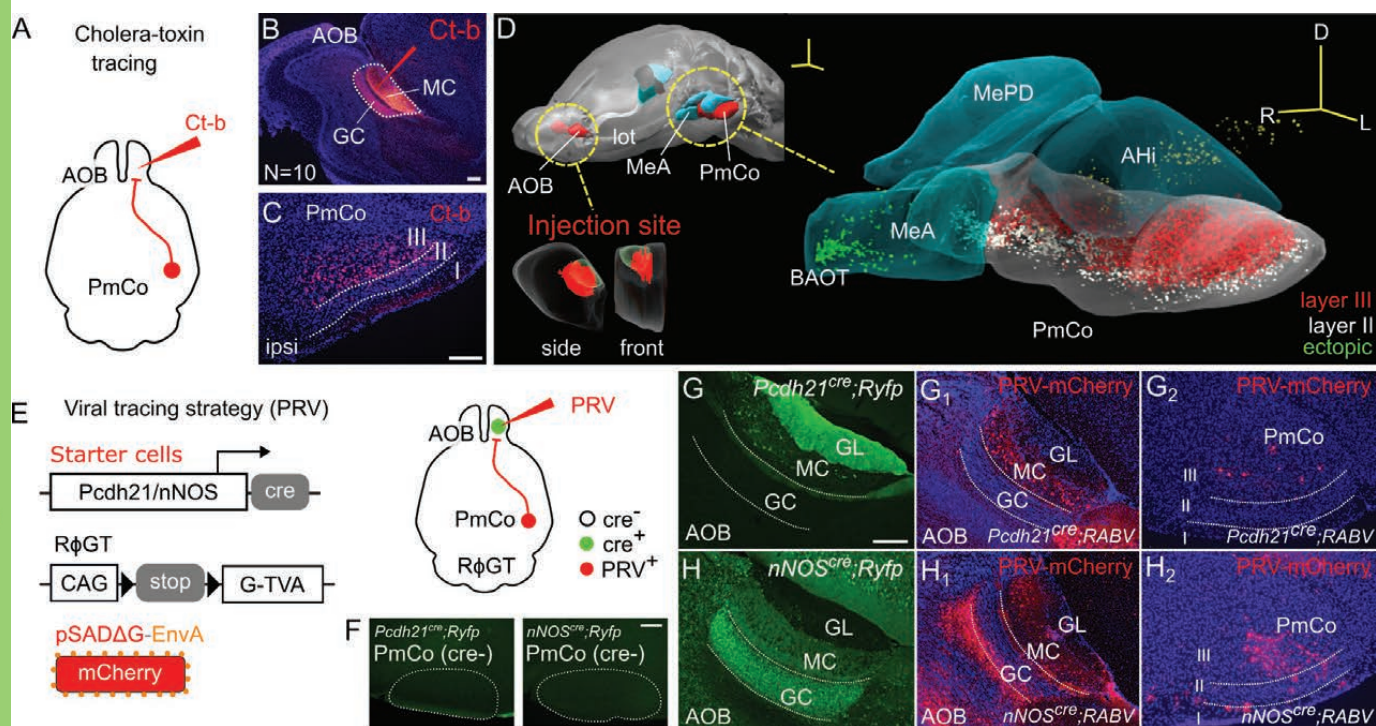 A
Cholera-toxin
tracing
Ct-b
AOB
PmCo
B
AOB
Ct-b
MC
GC
N=10
C
PmCo
Ct-b
III
II
I
ipsi
D
lot
MeA
PmCo
AOB
Injection site
side
front
D
R
L
MePD
AHi
MeA
BAOT
PmCo
layer III
layer II
ectopic
E
Viral tracing strategy (PRV)
Starter cells
Pcdh21/nNOS
cre
RɸGT
CAG
stop
G-TVA
pSAD∆G-EnvA
mCherry
PRV
AOB
PmCo
RɸGT
cre⁻
cre⁺
PRV⁺
F
Pcdh21ᶜʳᵉ;Ryfp
PmCo (cre-)
nNOSᶜʳᵉ;Ryfp
PmCo (cre-)
G
Pcdh21ᶜʳᵉ;Ryfp
GL
MC
GC
AOB
G₁
PRV-mCherry
GL
MC
GC
AOB
Pcdh21ᶜʳᵉ;RABV
G₂
PRV-mCherry
PmCo
III
II
I
Pcdh21ᶜʳᵉ;RABV
H
nNOSᶜʳᵉ;Ryfp
GL
MC
GC
AOB
H₁
PRV-mCherry
GL
MC
GC
AOB
nNOSᶜʳᵉ;RABV
H₂
PRV-mCherry
PmCo
III
II
I
nNOSᶜʳᵉ;RABV